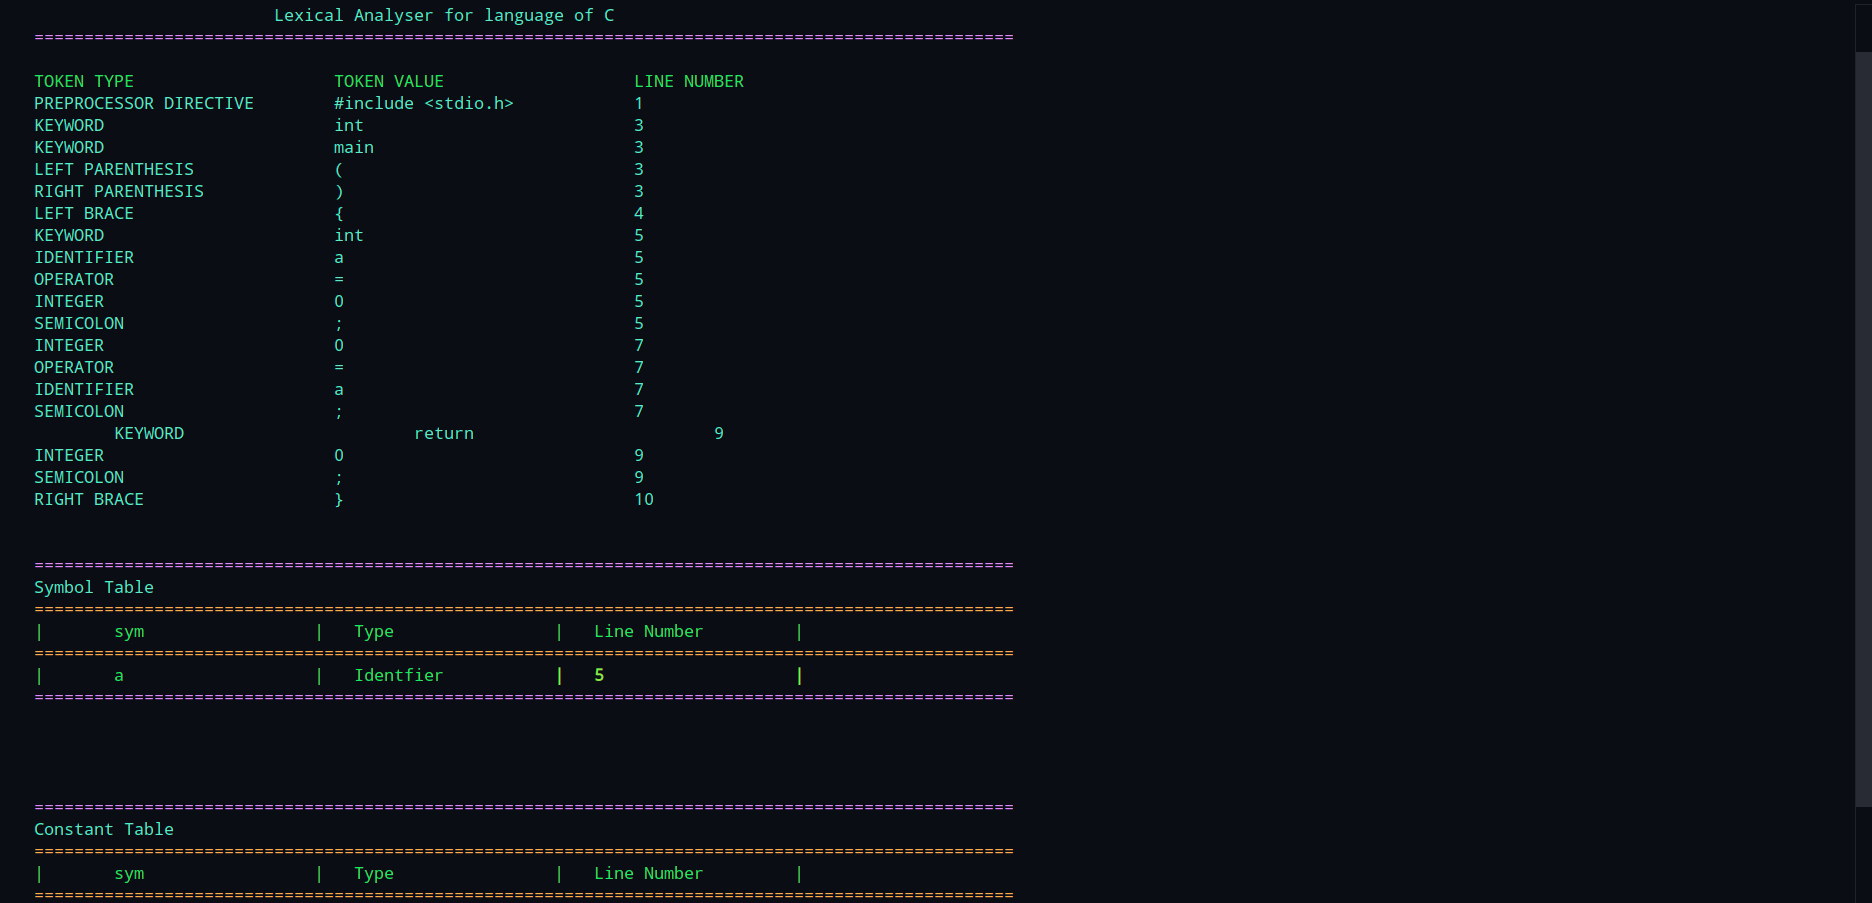 Lexical Analyser for language of C
==================================================================================================
TOKEN TYPE                    TOKEN VALUE                   LINE NUMBER
PREPROCESSOR DIRECTIVE        #include <stdio.h>            1
KEYWORD                       int                           3
KEYWORD                       main                          3
LEFT PARENTHESIS              (                             3
RIGHT PARENTHESIS             )                             3
LEFT BRACE                    {                             4
KEYWORD                       int                           5
IDENTIFIER                    a                             5
OPERATOR                      =                             5
INTEGER                       0                             5
SEMICOLON                     ;                             5
INTEGER                       0                             7
OPERATOR                      =                             7
IDENTIFIER                    a                             7
SEMICOLON                     ;                             7
        KEYWORD                       return                        9
INTEGER                       0                             9
SEMICOLON                     ;                             9
RIGHT BRACE                   }                             10
==================================================================================================
Symbol Table
==================================================================================================
|       sym                 |   Type                |   Line Number         |
==================================================================================================
|       a                   |   Identfier           |   5                   |
==================================================================================================
==================================================================================================
Constant Table
==================================================================================================
|       sym                 |   Type                |   Line Number         |
==================================================================================================